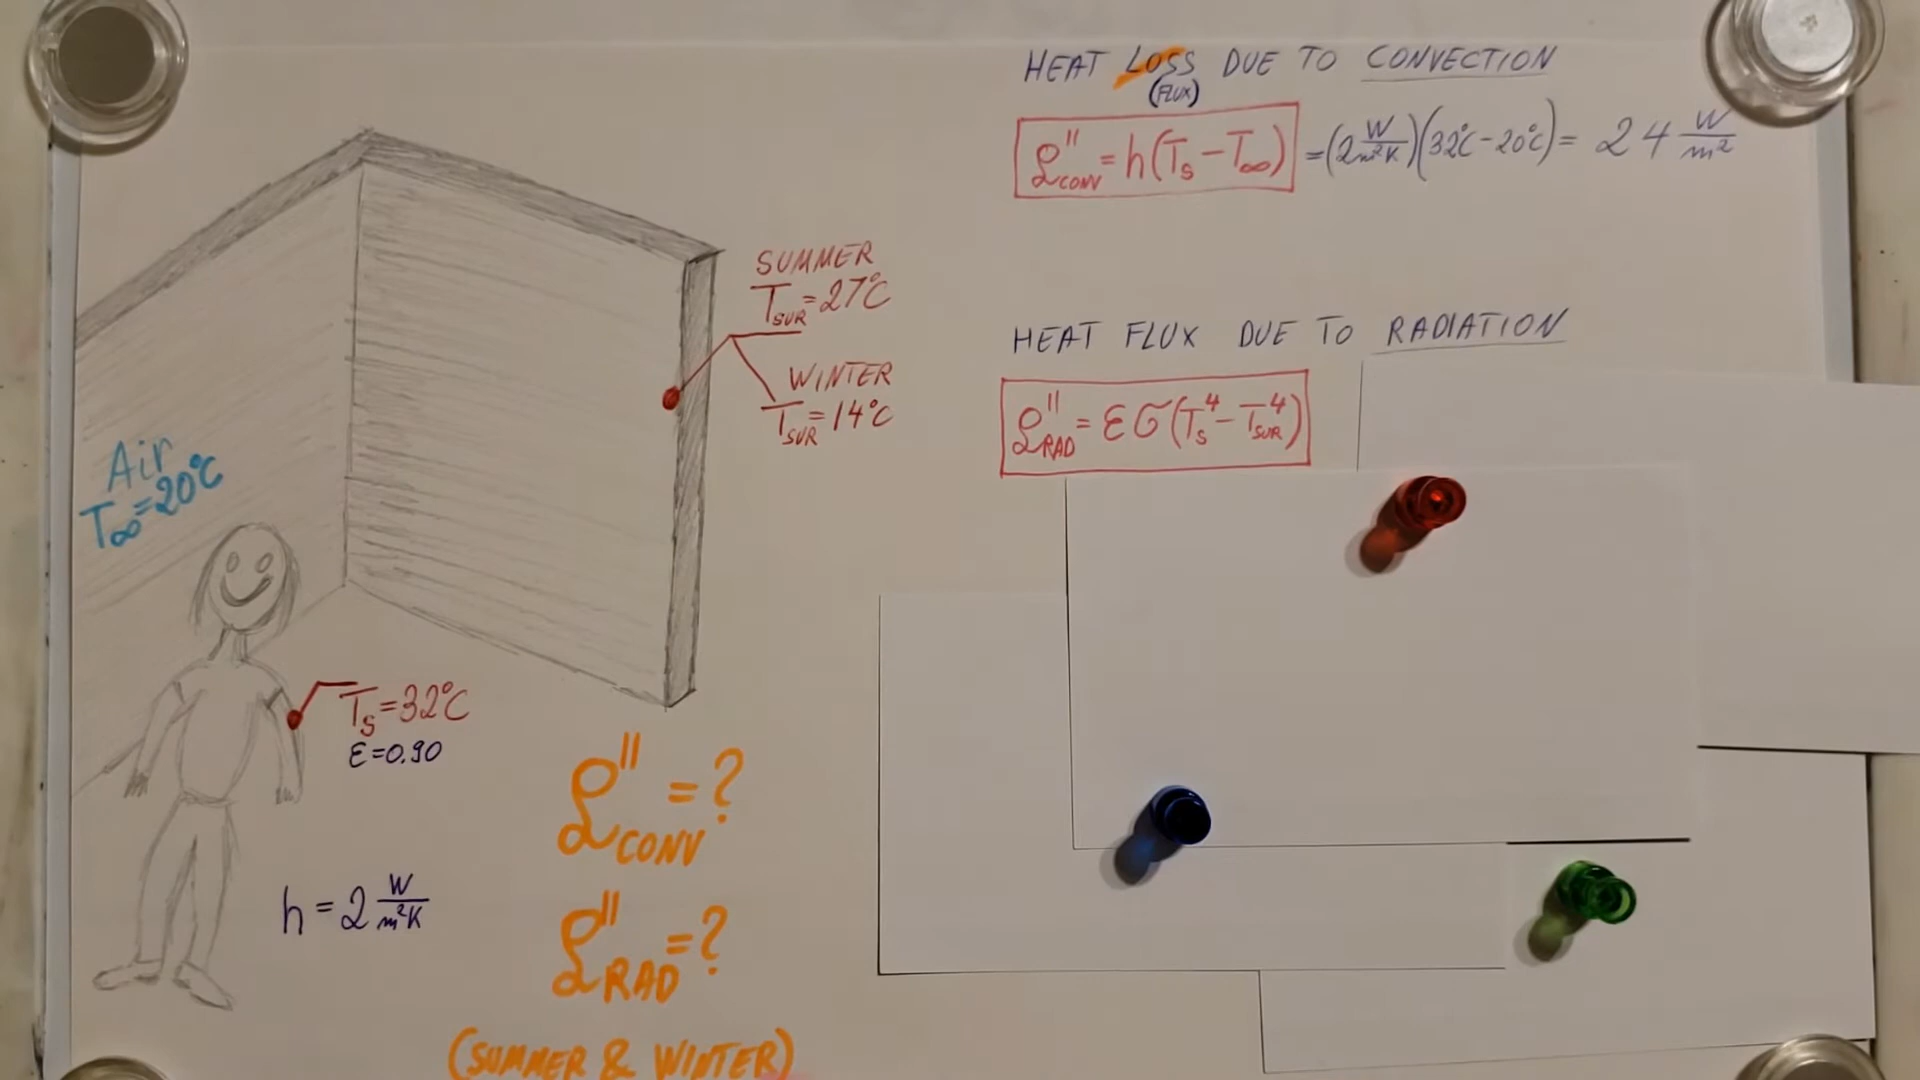 HEAT LOSS DUE TO CONVECTION
(FLUX)
q''CONV = h(Ts − T∞) = (2 W/m²K)(32°C − 20°C) = 24 W/m²
SUMMER
TSUR = 27°C
WINTER
TSUR = 14°C
HEAT FLUX DUE TO RADIATION
q''RAD = εσ(Ts⁴ − TSUR⁴)
Air
T∞ = 20°C
Ts = 32°C
ε = 0.90
h = 2 W/m²K
q''CONV = ?
q''RAD = ?
(SUMMER & WINTER)